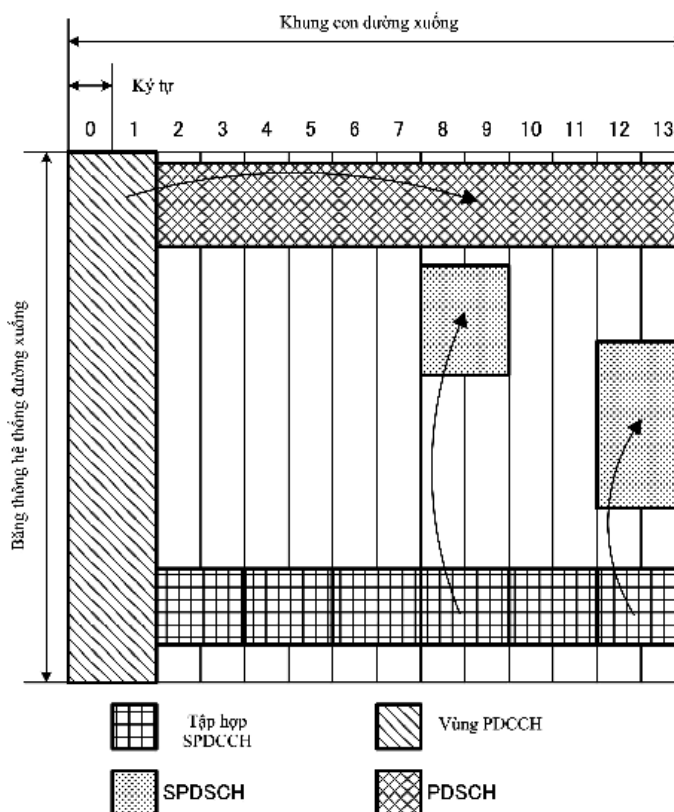 Khung con đường xuống
Ký tự
0 1 2 3 4 5 6 7 8 9 10 11 12 13
Băng thông hệ thống đường xuống
Tập hợp
SPDCCH
Vùng PDCCH
SPDSCH
PDSCH